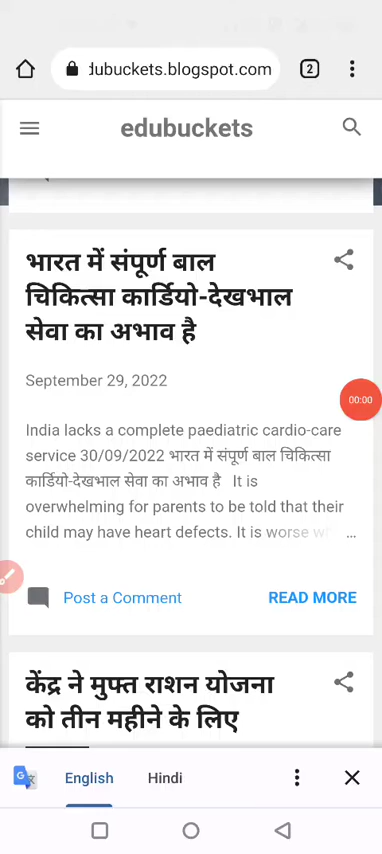 dubuckets.blogspot.com
2
edubuckets
भारत में संपूर्ण बाल
चिकित्सा कार्डियो-देखभाल
सेवा का अभाव है
September 29, 2022
00:00
India lacks a complete paediatric cardio-care
service 30/09/2022 भारत में संपूर्ण बाल चिकित्सा
कार्डियो-देखभाल सेवा का अभाव है It is
overwhelming for parents to be told that their
child may have heart defects. It is worse ...
Post a Comment
READ MORE
केंद्र ने मुफ्त राशन योजना
को तीन महीने के लिए
G
English
Hindi